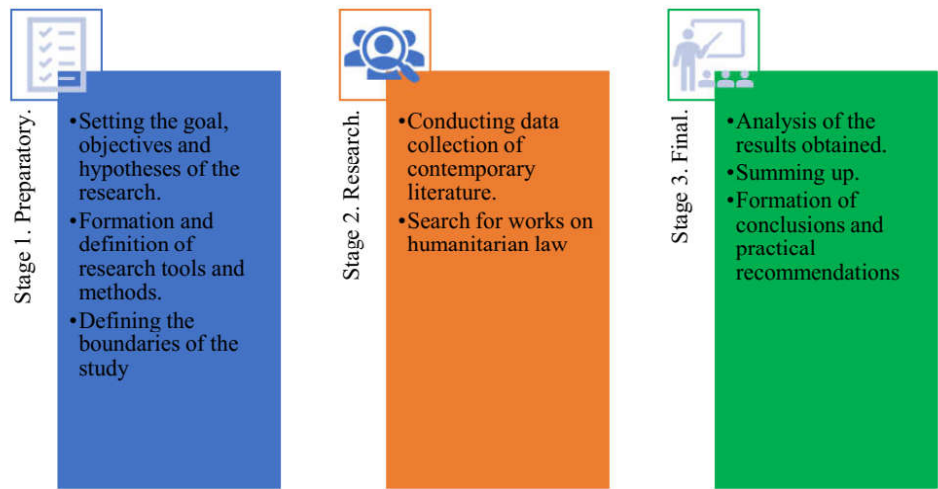 Stage 1. Preparatory.
•Setting the goal,
objectives and
hypotheses of the
research.
•Formation and
definition of
research tools and
methods.
•Defining the
boundaries of the
study
Stage 2. Research.
•Conducting data
collection of
contemporary
literature.
•Search for works on
humanitarian law
Stage 3. Final.
•Analysis of the
results obtained.
•Summing up.
•Formation of
conclusions and
practical
recommendations